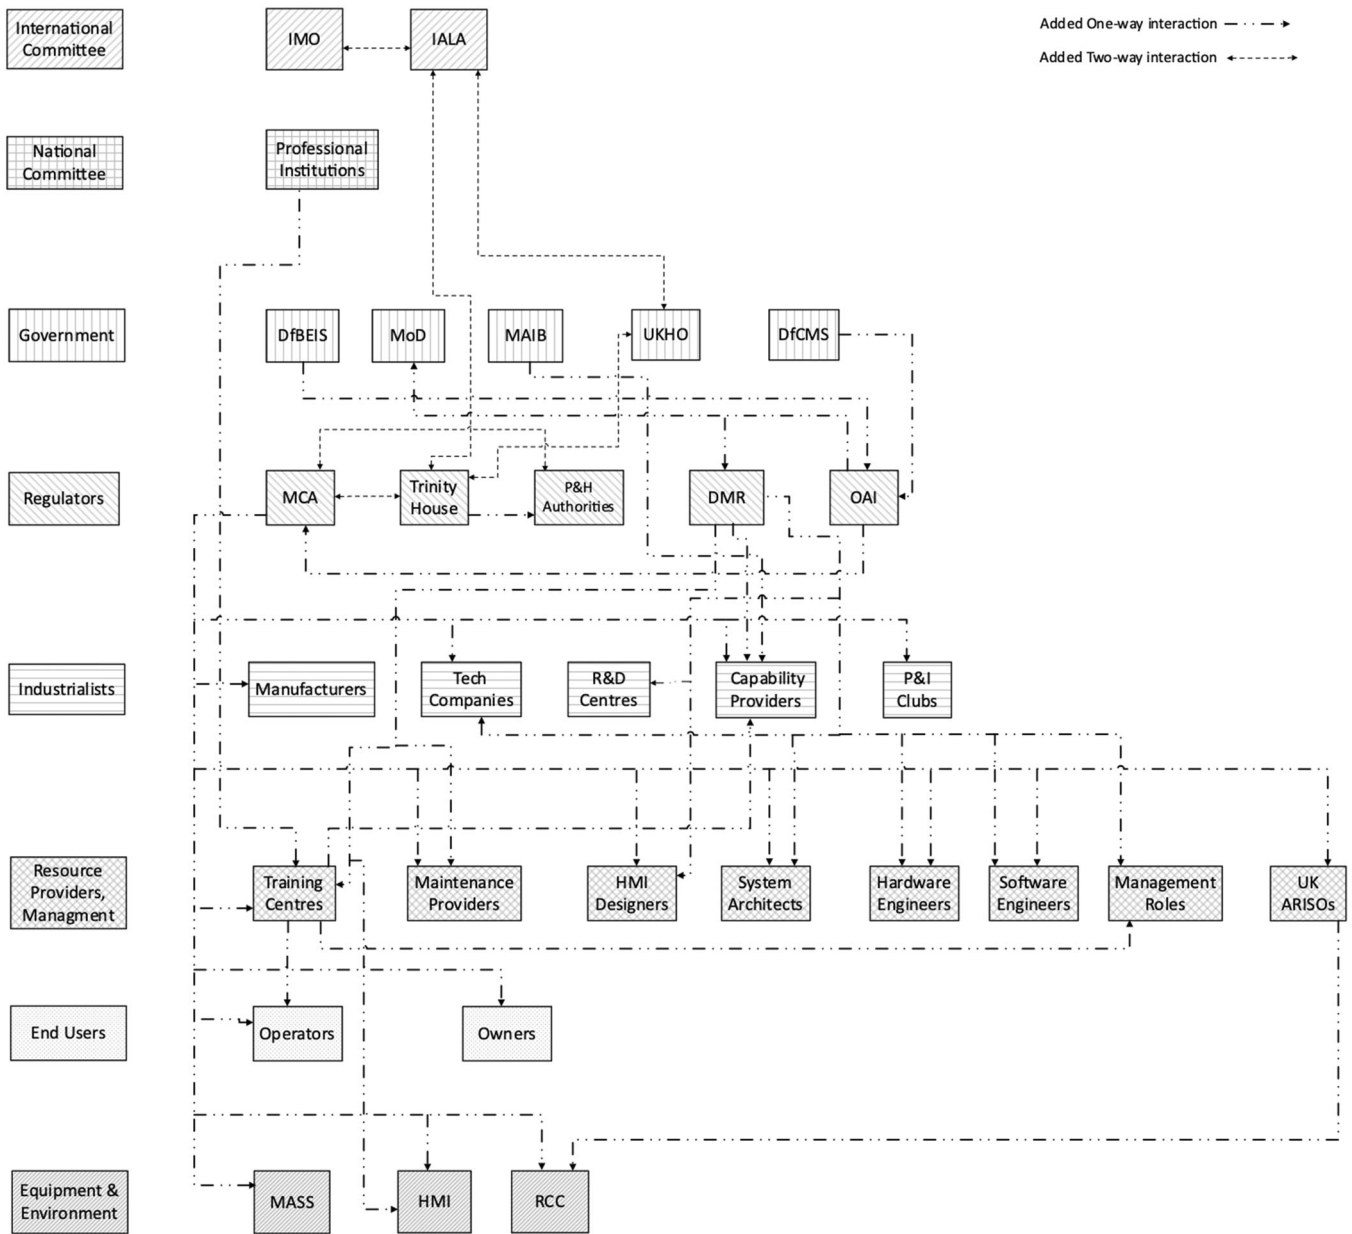 International
Committee
IMO
IALA
Added One-way interaction
Added Two-way interaction
National
Committee
Professional
Institutions
Government
DfBEIS
MoD
MAIB
UKHO
DfCMS
Regulators
MCA
Trinity
House
P&H
Authorities
DMR
OAI
Industrialists
Manufacturers
Tech
Companies
R&D
Centres
Capability
Providers
P&I
Clubs
Resource
Providers,
Managment
Training
Centres
Maintenance
Providers
HMI
Designers
System
Architects
Hardware
Engineers
Software
Engineers
Management
Roles
UK
ARISOs
End Users
Operators
Owners
Equipment &
Environment
MASS
HMI
RCC